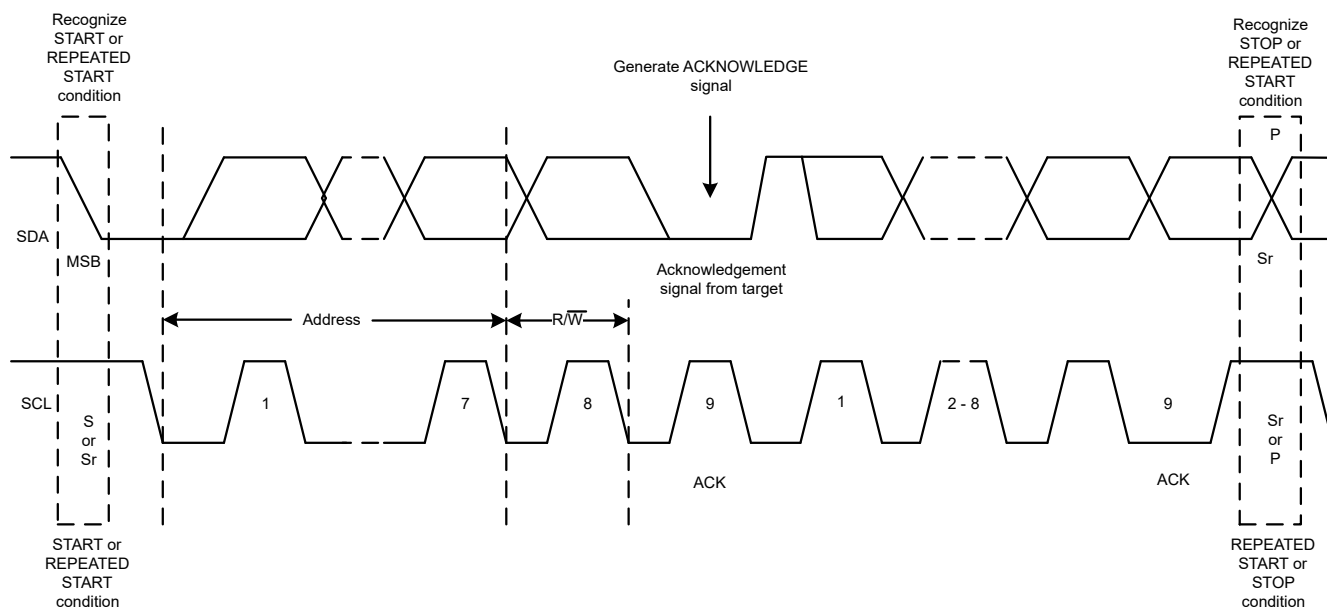 Recognize
START or
REPEATED
START
condition
Recognize
STOP or
REPEATED
START
condition
Generate ACKNOWLEDGE
signal
P
SDA
MSB
Acknowledgement
signal from target
Sr
Address
R/W̅
SCL
S
or
Sr
1
7
8
9
1
2 - 8
9
Sr
or
P
ACK
ACK
START or
REPEATED
START
condition
REPEATED
START or
STOP
condition